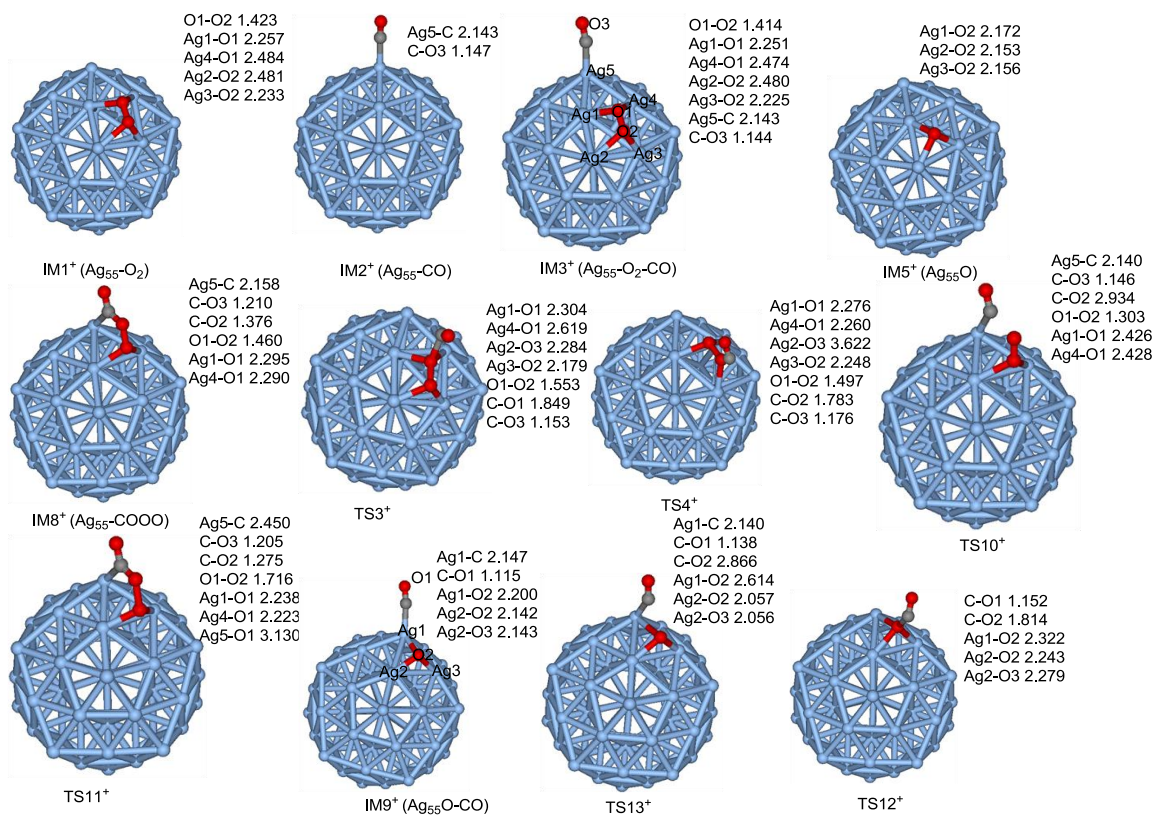 O1-O2 1.423
Ag1-O1 2.257
Ag4-O1 2.484
Ag2-O2 2.481
Ag3-O2 2.233
IM1⁺ (Ag₅₅-O₂)
Ag5-C 2.143
C-O3 1.147
IM2⁺ (Ag₅₅-CO)
O3
Ag5
Ag4
Ag1
O1
O2
Ag2
Ag3
O1-O2 1.414
Ag1-O1 2.251
Ag4-O1 2.474
Ag2-O2 2.480
Ag3-O2 2.225
Ag5-C 2.143
C-O3 1.144
IM3⁺ (Ag₅₅-O₂-CO)
Ag1-O2 2.172
Ag2-O2 2.153
Ag3-O2 2.156
IM5⁺ (Ag₅₅O)
Ag5-C 2.158
C-O3 1.210
C-O2 1.376
O1-O2 1.460
Ag1-O1 2.295
Ag4-O1 2.290
IM8⁺ (Ag₅₅-COOO)
Ag1-O1 2.304
Ag4-O1 2.619
Ag2-O3 2.284
Ag3-O2 2.179
O1-O2 1.553
C-O1 1.849
C-O3 1.153
TS3⁺
Ag1-O1 2.276
Ag4-O1 2.260
Ag2-O3 3.622
Ag3-O2 2.248
O1-O2 1.497
C-O2 1.783
C-O3 1.176
TS4⁺
Ag5-C 2.140
C-O3 1.146
C-O2 2.934
O1-O2 1.303
Ag1-O1 2.426
Ag4-O1 2.428
TS10⁺
Ag5-C 2.450
C-O3 1.205
C-O2 1.275
O1-O2 1.716
Ag1-O1 2.238
Ag4-O1 2.223
Ag5-O1 3.130
TS11⁺
O1
Ag1
O2
Ag2
Ag3
Ag1-C 2.147
C-O1 1.115
Ag1-O2 2.200
Ag2-O2 2.142
Ag2-O3 2.143
IM9⁺ (Ag₅₅O-CO)
Ag1-C 2.140
C-O1 1.138
C-O2 2.866
Ag1-O2 2.614
Ag2-O2 2.057
Ag2-O3 2.056
TS13⁺
C-O1 1.152
C-O2 1.814
Ag1-O2 2.322
Ag2-O2 2.243
Ag2-O3 2.279
TS12⁺